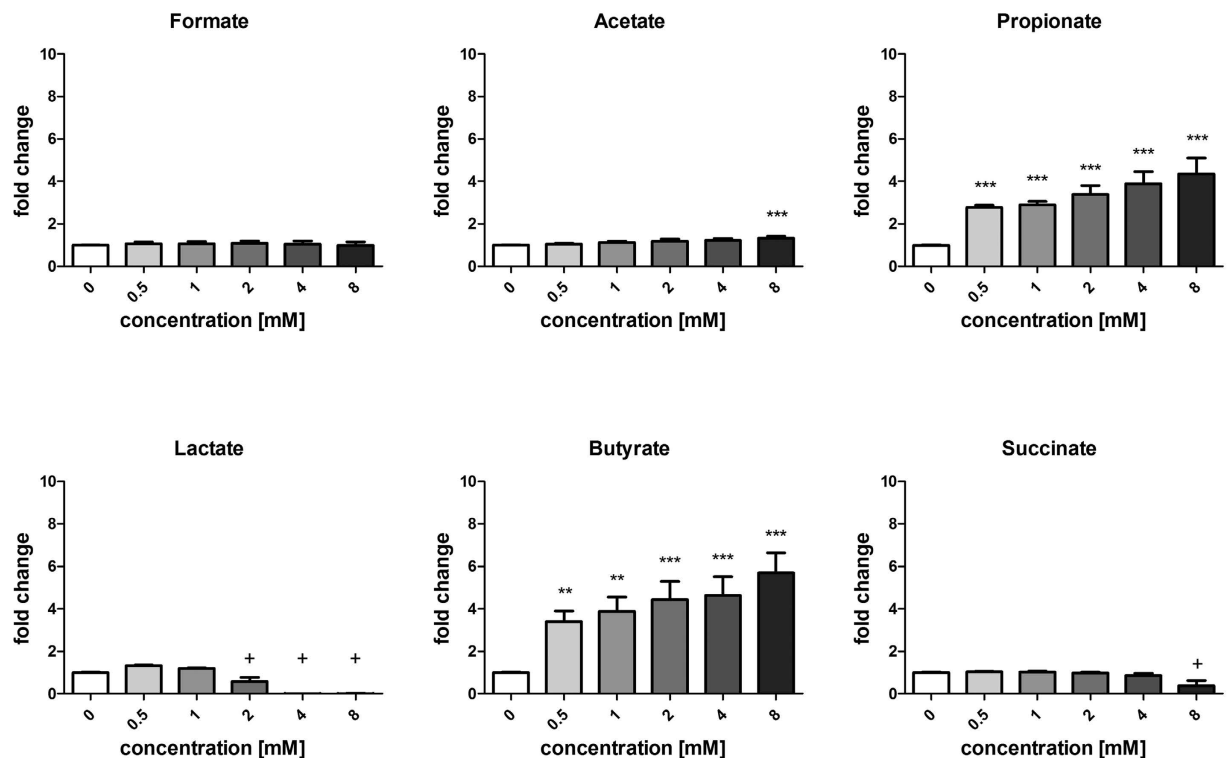 Formate
10
8
6
4
2
0
fold change
0 0.5 1 2 4 8
concentration [mM]
Acetate
10
8
6
4
2
0
fold change
***
0 0.5 1 2 4 8
concentration [mM]
Propionate
10
8
6
4
2
0
fold change
*** *** *** *** ***
0 0.5 1 2 4 8
concentration [mM]
Lactate
10
8
6
4
2
0
fold change
+ + +
0 0.5 1 2 4 8
concentration [mM]
Butyrate
10
8
6
4
2
0
fold change
** ** *** *** ***
0 0.5 1 2 4 8
concentration [mM]
Succinate
10
8
6
4
2
0
fold change
+
0 0.5 1 2 4 8
concentration [mM]